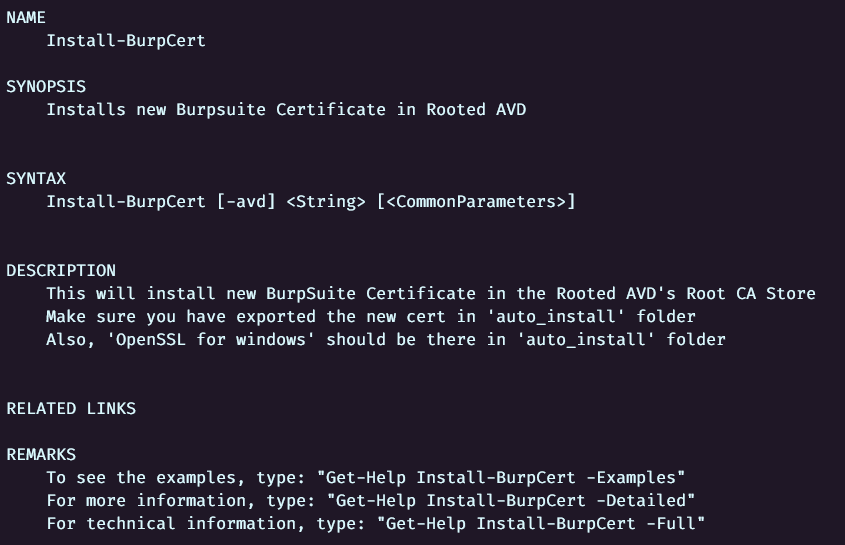 NAME
Install-BurpCert
SYNOPSIS
Installs new Burpsuite Certificate in Rooted AVD
SYNTAX
Install-BurpCert [-avd] <String> [<CommonParameters>]
DESCRIPTION
This will install new BurpSuite Certificate in the Rooted AVD's Root CA Store
Make sure you have exported the new cert in 'auto_install' folder
Also, 'OpenSSL for windows' should be there in 'auto_install' folder
RELATED LINKS
REMARKS
To see the examples, type: "Get-Help Install-BurpCert -Examples"
For more information, type: "Get-Help Install-BurpCert -Detailed"
For technical information, type: "Get-Help Install-BurpCert -Full"